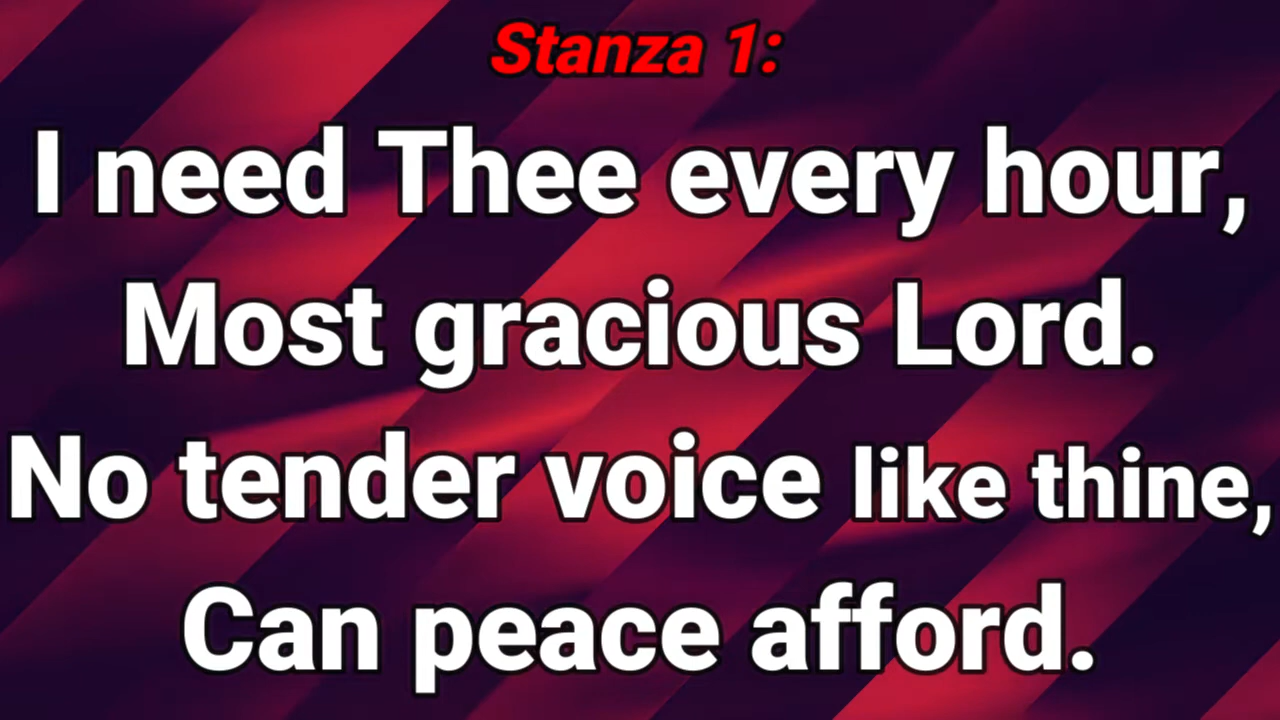 Stanza 1:
I need Thee every hour,
Most gracious Lord.
No tender voice like thine,
Can peace afford.